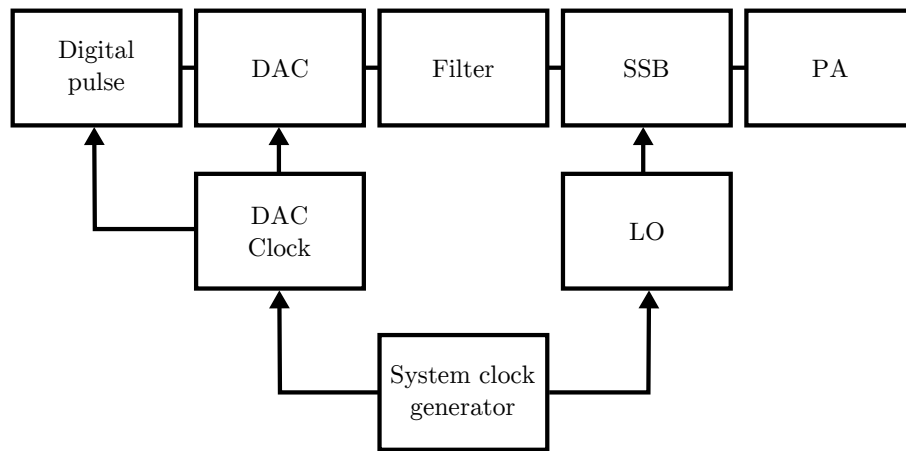 Digital
pulse
DAC
Filter
SSB
PA
DAC
Clock
LO
System clock
generator